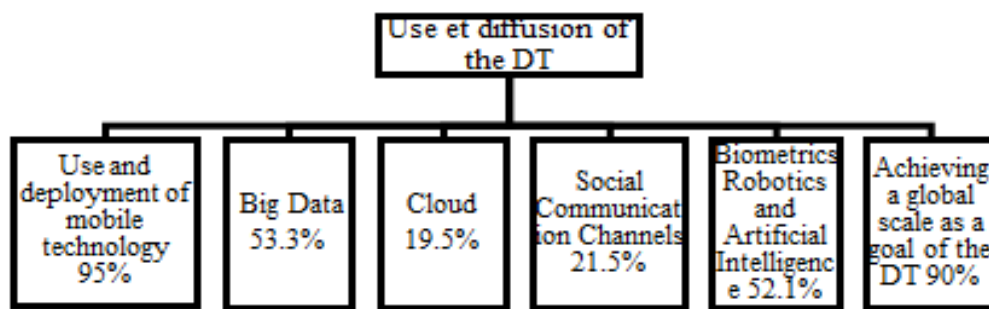 Use et diffusion of
the DT
Use and
deployment of
mobile
technology
95%
Big Data
53.3%
Cloud
19.5%
Social
Communicat
ion Channels
21.5%
Biometrics
Robotics
and
Artificial
Intelligenc
e 52.1%
Achieving
a global
scale as a
goal of the
DT 90%